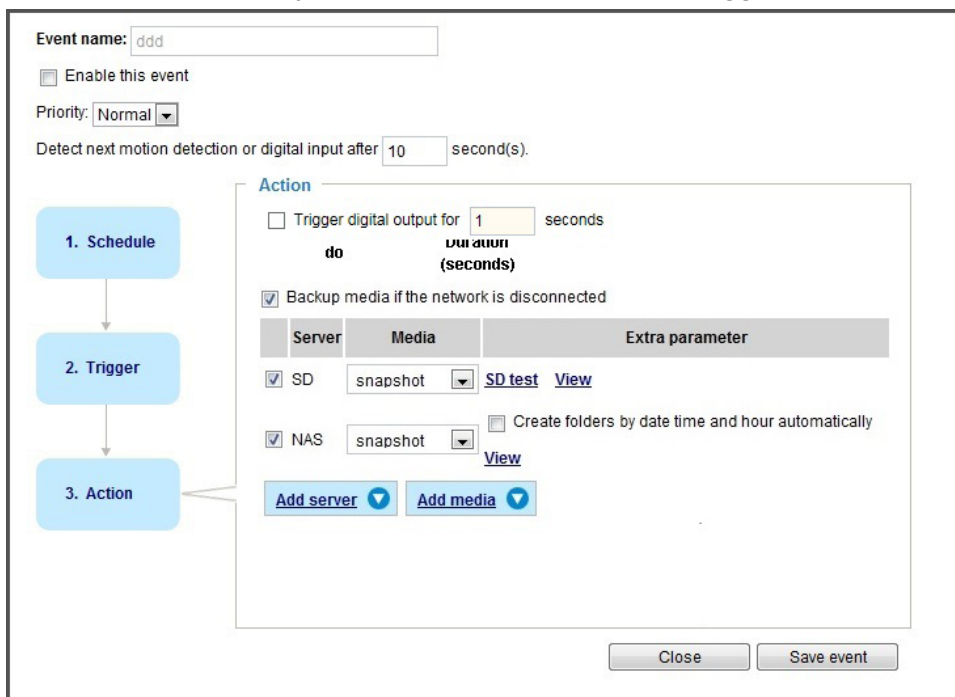 Event name: ddd
Enable this event
Priority: Normal
Detect next motion detection or digital input after 10 second(s).
Action
Trigger digital output for 1 seconds
do Duration
(seconds)
Backup media if the network is disconnected
Server Media Extra parameter
SD snapshot SD test View
NAS snapshot Create folders by date time and hour automatically
View
Add server Add media
1. Schedule
2. Trigger
3. Action
Close Save event